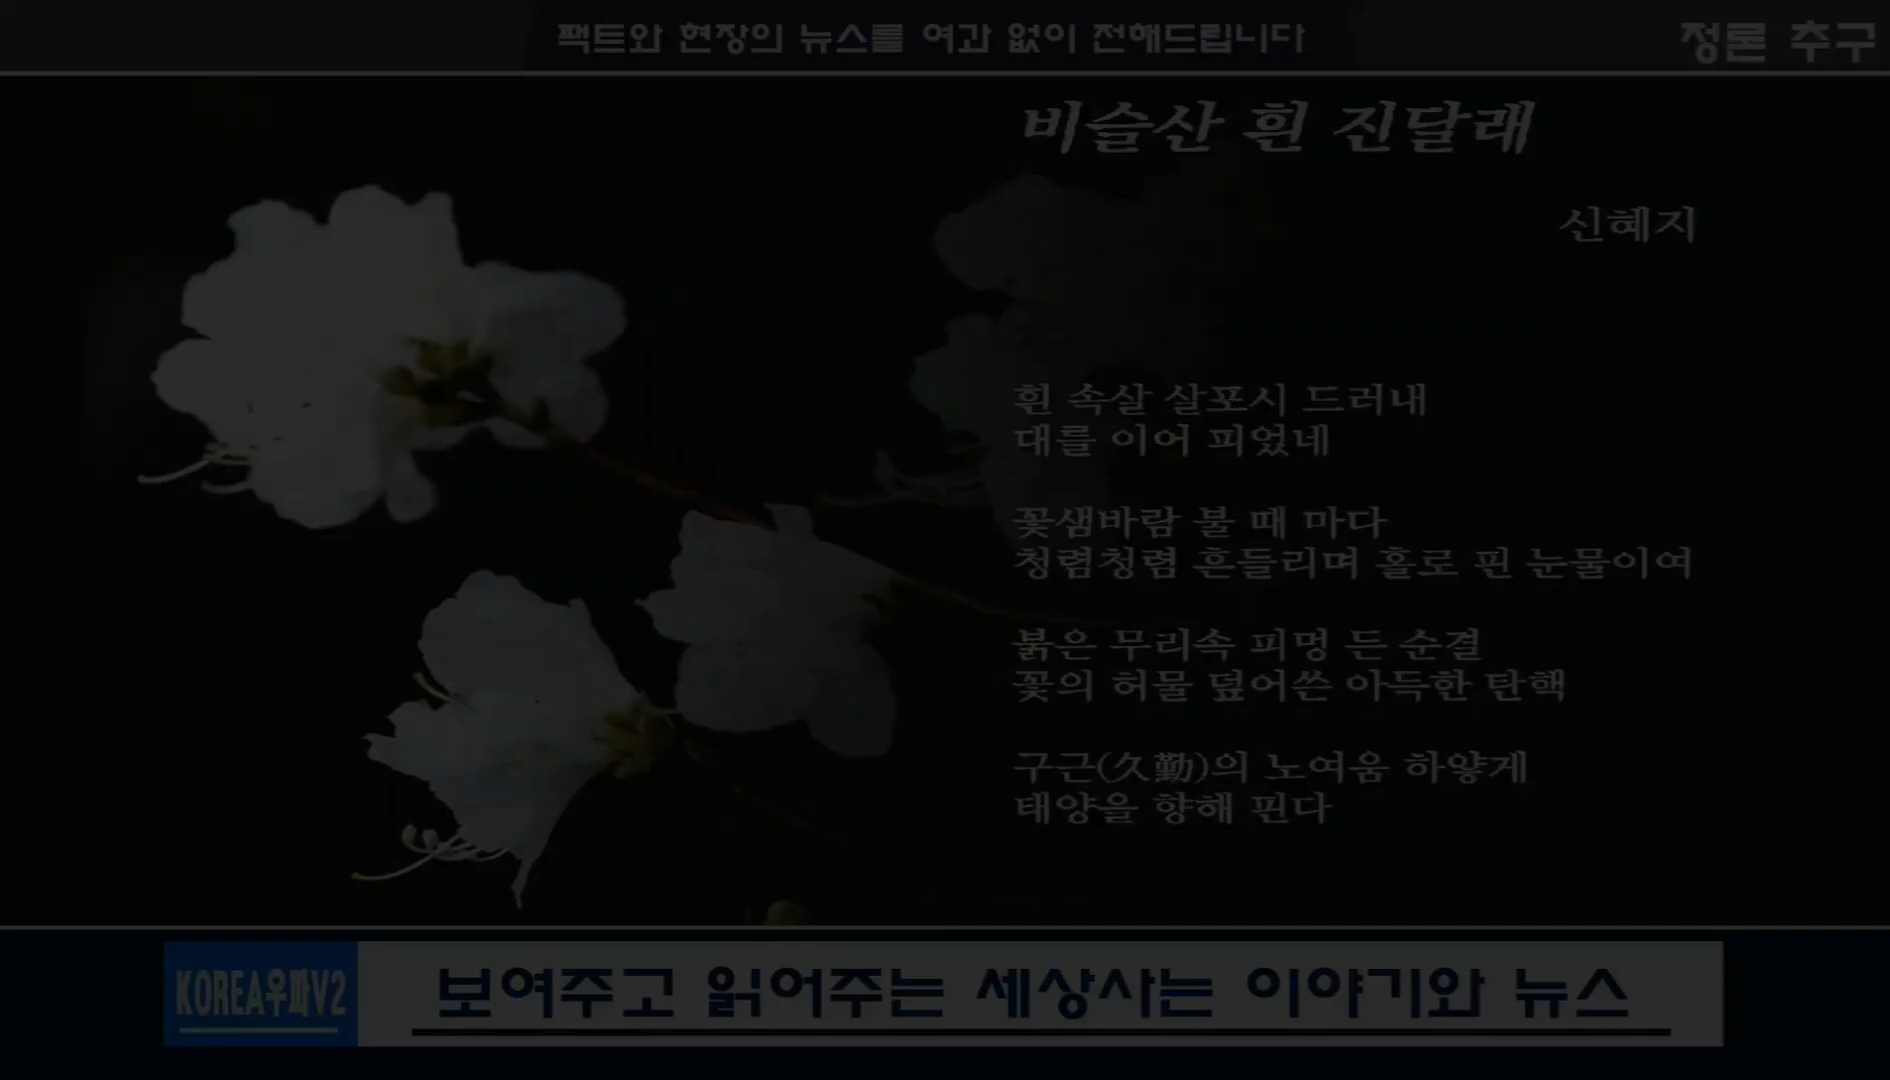 팩트와 현장의 뉴스를 여과 없이 전해드립니다
정론 추구
비슬산 흰 진달래
신혜지
흰 속살 살포시 드러내
대를 이어 피었네
꽃샘바람 불 때 마다
청렴청렴 흔들리며 홀로 핀 눈물이여
붉은 무리속 피멍 든 순결
꽃의 허물 덮어쓴 아득한 탄핵
구근(久勤)의 노여움 하얗게
태양을 향해 핀다
KOREA우파V2
보여주고 읽어주는 세상사는 이야기와 뉴스